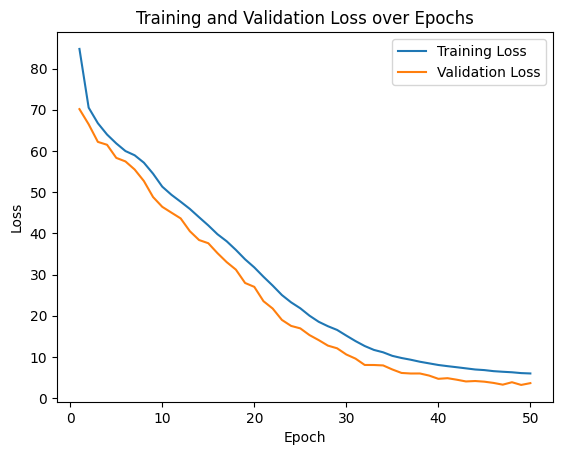 Training and Validation Loss over Epochs
Training Loss
Validation Loss
80
70
60
50
40
30
20
10
0
Loss
0 10 20 30 40 50
Epoch